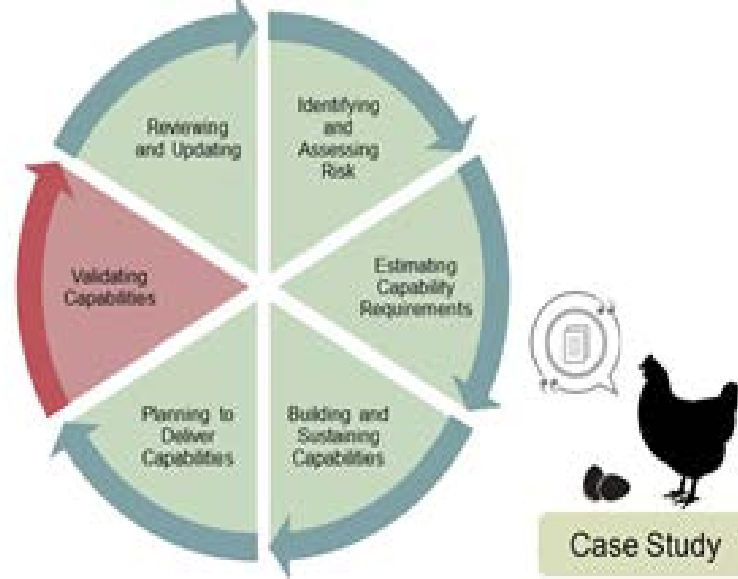 Reviewing
and Updating
Identifying
and
Assessing
Risk
Validating
Capabilities
Estimating
Capability
Requirements
Planning to
Deliver
Capabilities
Building and
Sustaining
Capabilities
Case Study